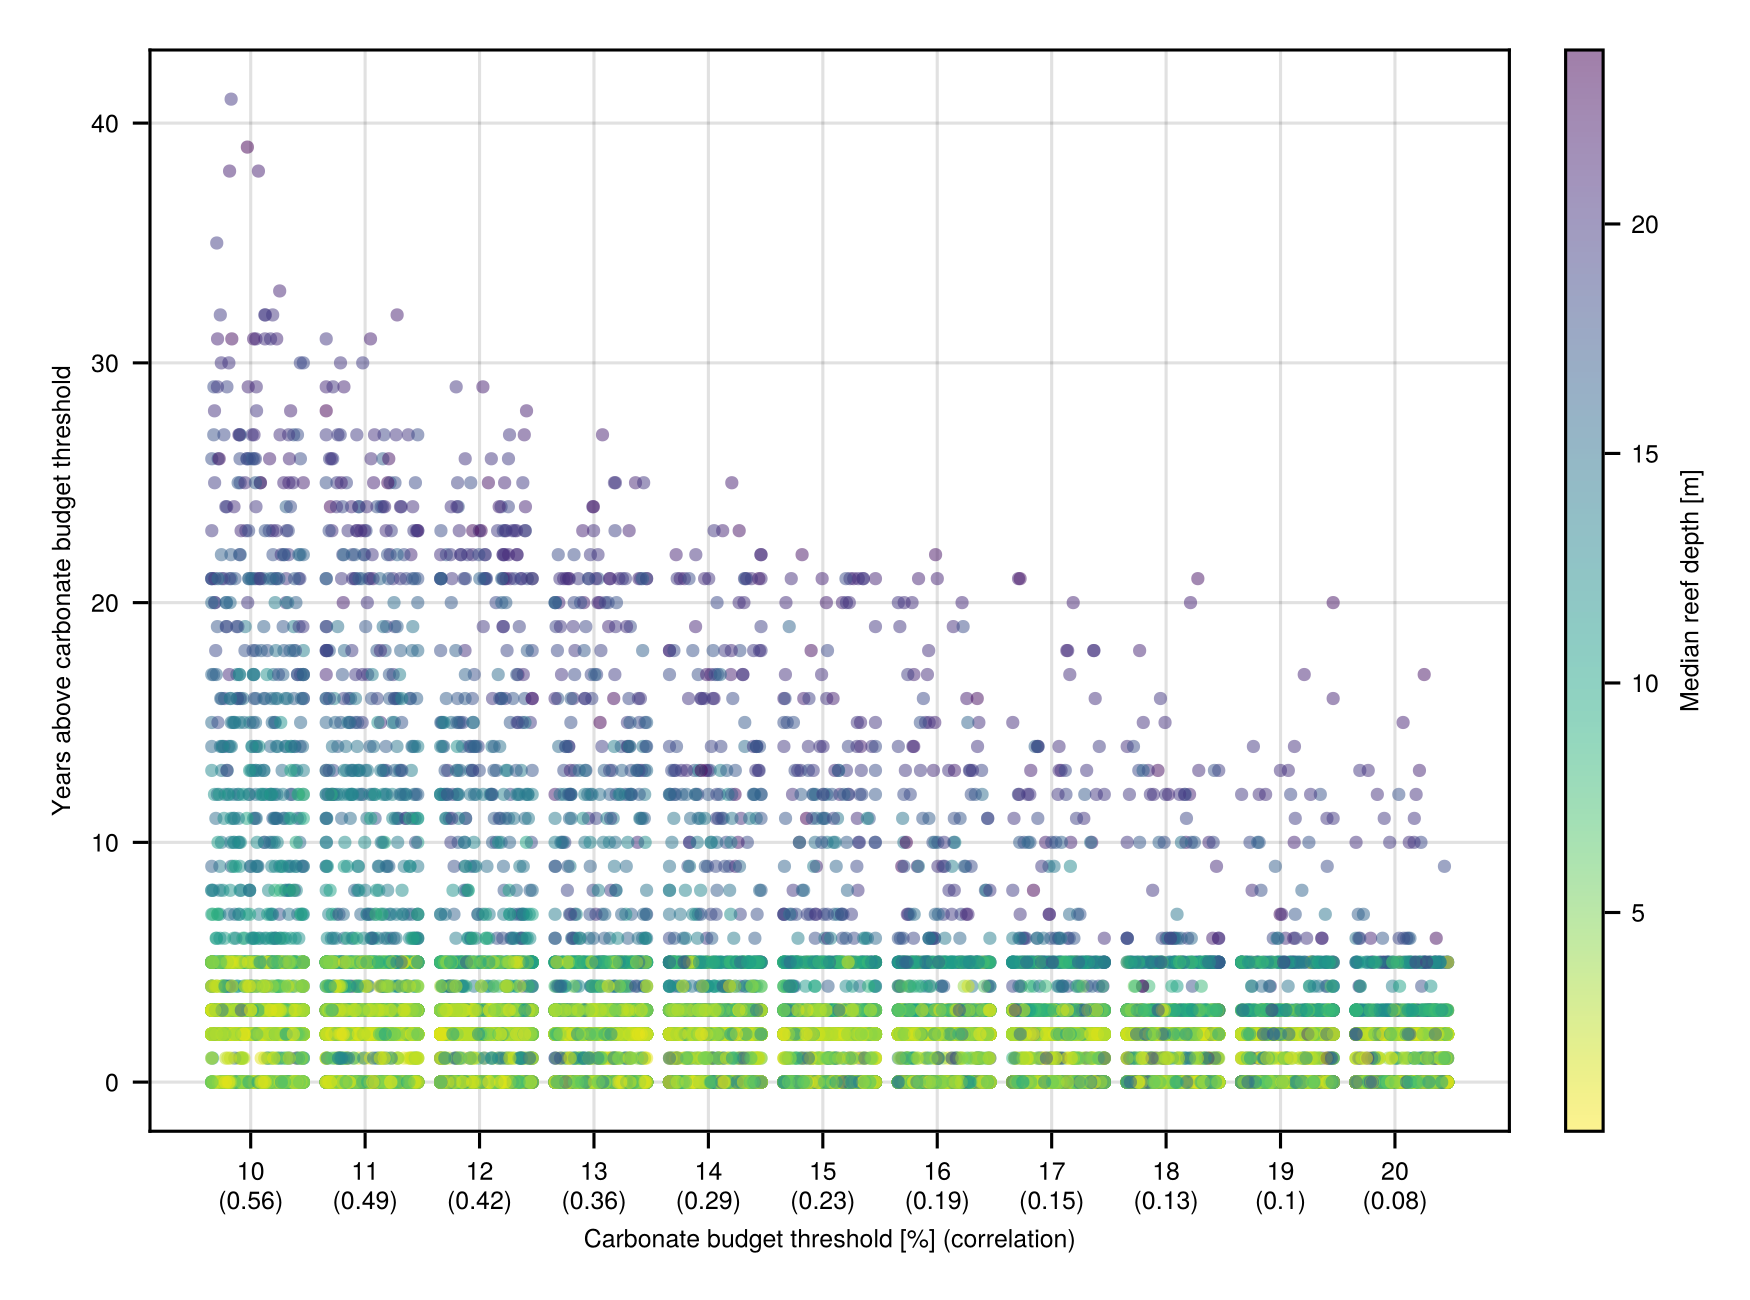 40
30
20
10
0
Years above carbonate budget threshold
10 11 12 13 14 15 16 17 18 19 20
(0.56) (0.49) (0.42) (0.36) (0.29) (0.23) (0.19) (0.15) (0.13) (0.1) (0.08)
Carbonate budget threshold [%] (correlation)
20
15
10
5
Median reef depth [m]